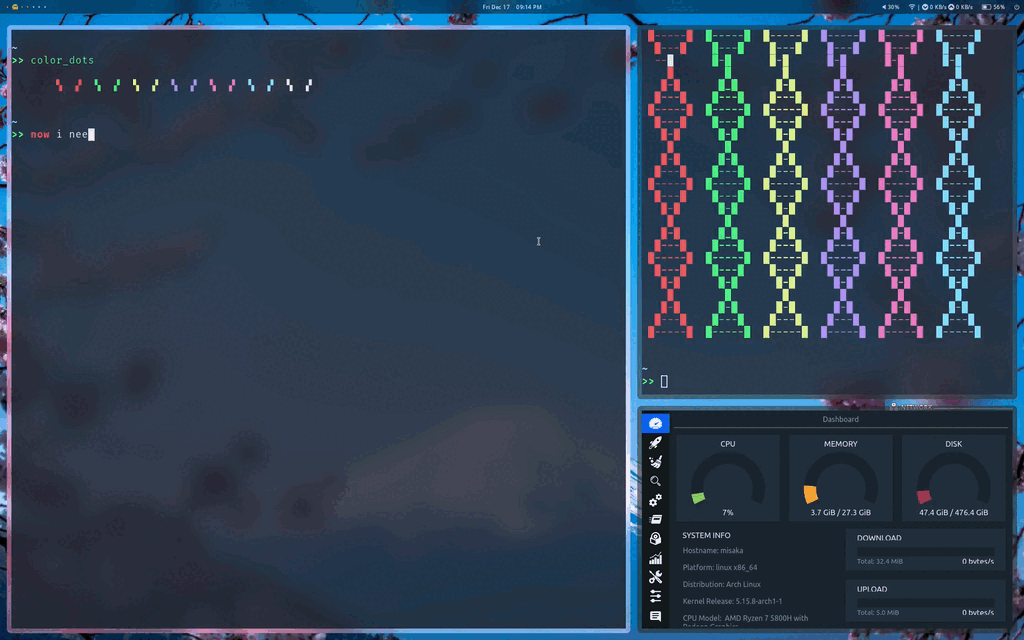 Fri Dec 17 09:14 PM
30% 0 KB/s 0 KB/s 56%
~
>> color_dots
~
>> now i nee
~
>>
Dashboard
CPU
MEMORY
DISK
7%
3.7 GiB / 27.3 GiB
47.4 GiB / 476.4 GiB
SYSTEM INFO
Hostname: misaka
Platform: linux x86_64
Distribution: Arch Linux
Kernel Release: 5.15.8-arch1-1
CPU Model: AMD Ryzen 7 5800H with
Radeon Graphics
DOWNLOAD
Total: 32.4 MiB
0 bytes/s
UPLOAD
Total: 5.0 MiB
0 bytes/s